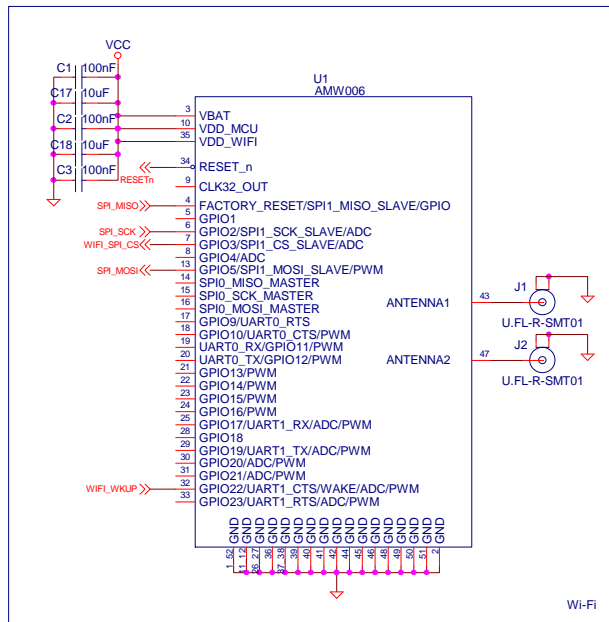 VCC
C1 100nF
C17 10uF
C2 100nF
C18 10uF
C3 100nF
U1
AMW006
3 VBAT
10 VDD_MCU
35 VDD_WIFI
34 RESET_n
RESETn
9 CLK32_OUT
SPI_MISO 4 FACTORY_RESET/SPI1_MISO_SLAVE/GPIO
5 GPIO1
SPI_SCK 6 GPIO2/SPI1_SCK_SLAVE/ADC
WIFI_SPI_CS 7 GPIO3/SPI1_CS_SLAVE/ADC
8 GPIO4/ADC
SPI_MOSI 13 GPIO5/SPI1_MOSI_SLAVE/PWM
14 SPI0_MISO_MASTER
15 SPI0_SCK_MASTER
16 SPI0_MOSI_MASTER
17 GPIO9/UART0_RTS
18 GPIO10/UART0_CTS/PWM
19 UART0_RX/GPIO11/PWM
20 UART0_TX/GPIO12/PWM
21 GPIO13/PWM
22 GPIO14/PWM
23 GPIO15/PWM
24 GPIO16/PWM
25 GPIO17/UART1_RX/ADC/PWM
28 GPIO18
29 GPIO19/UART1_TX/ADC/PWM
30 GPIO20/ADC/PWM
31 GPIO21/ADC/PWM
WIFI_WKUP 32 GPIO22/UART1_CTS/WAKE/ADC/PWM
33 GPIO23/UART1_RTS/ADC/PWM
ANTENNA1 43
J1
U.FL-R-SMT01
ANTENNA2 47
J2
U.FL-R-SMT01
GND GND GND GND GND GND GND GND GND GND GND GND GND GND GND GND
1 52 11 12 26 27 36 37 38 39 40 41 42 44 45 46 48 49 50 51 2
Wi-Fi